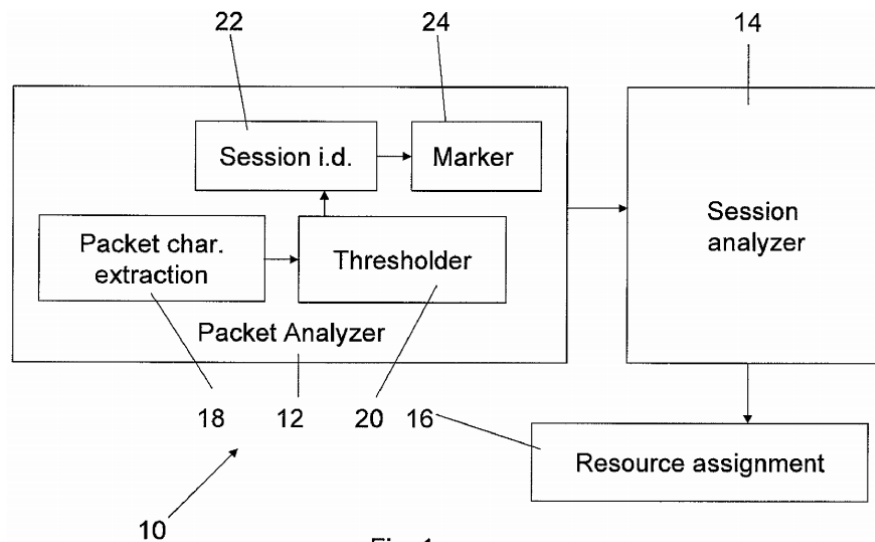 22
24
14
Session i.d.
Marker
Session
analyzer
Packet char.
extraction
Thresholder
Packet Analyzer
18
12
20
16
Resource assignment
10